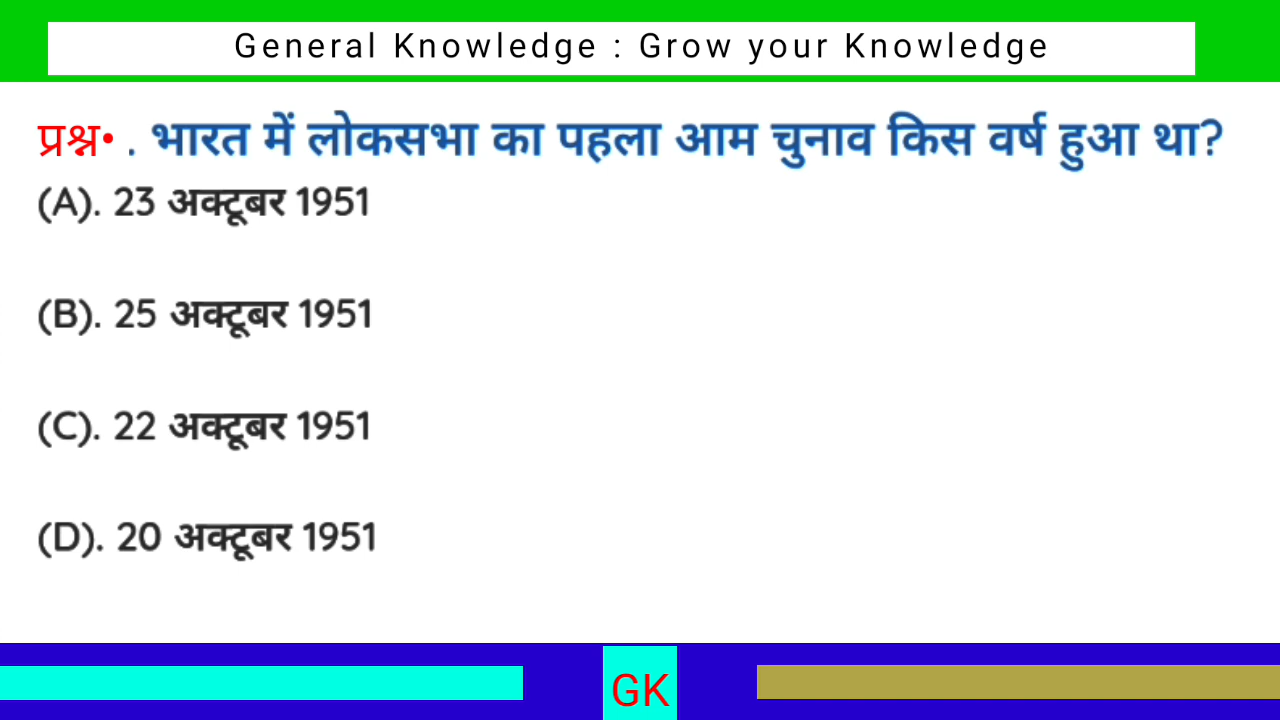 General Knowledge : Grow your Knowledge
प्रश्न• . भारत में लोकसभा का पहला आम चुनाव किस वर्ष हुआ था?
(A). 23 अक्टूबर 1951
(B). 25 अक्टूबर 1951
(C). 22 अक्टूबर 1951
(D). 20 अक्टूबर 1951
GK